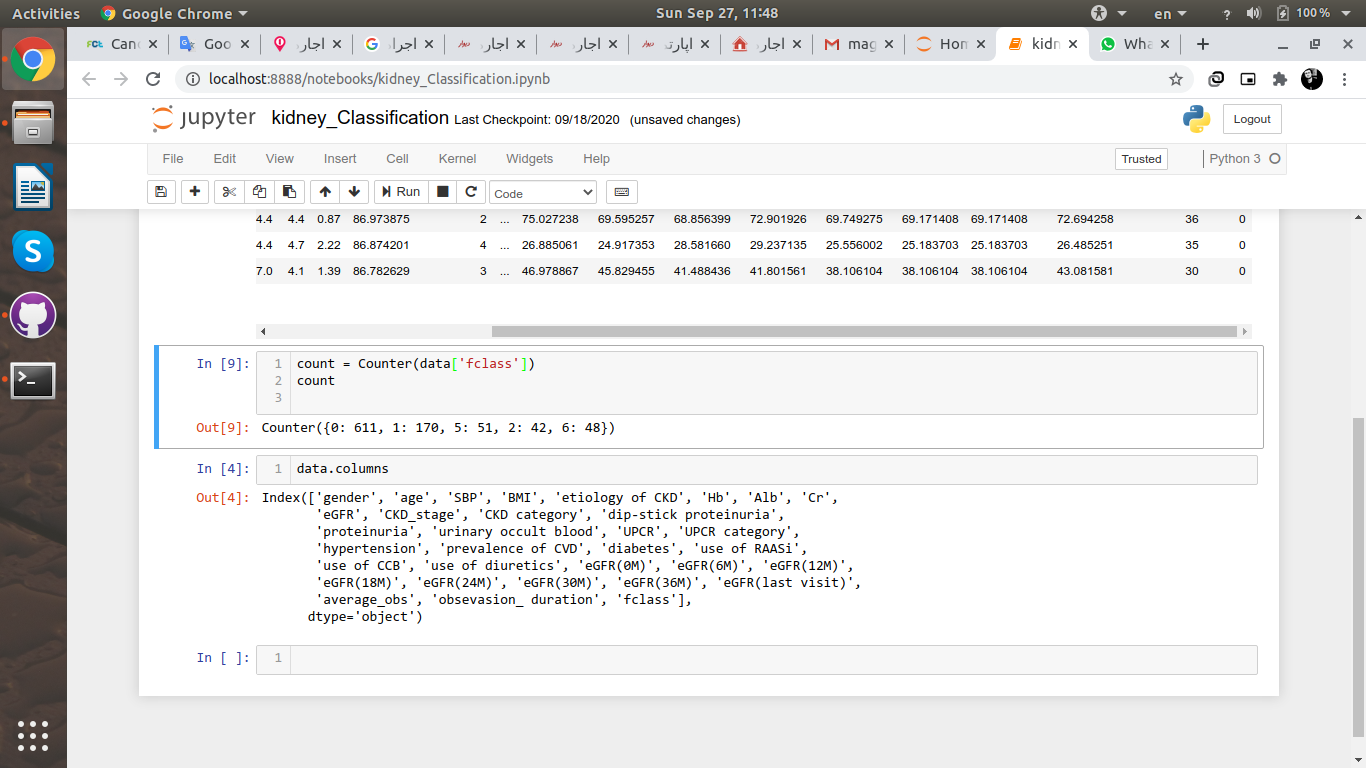 Activities Google Chrome Sun Sep 27, 11:48 en ? 100 %
Can Goo اجار اجرا اجار اجار اپارت اجار mag Hom kidn Wha
localhost:8888/notebooks/kidney_Classification.ipynb
jupyter kidney_Classification Last Checkpoint: 09/18/2020 (unsaved changes) Logout
File Edit View Insert Cell Kernel Widgets Help Trusted Python 3
Run Code
4.4 4.4 0.87 86.973875 2 ... 75.027238 69.595257 68.856399 72.901926 69.749275 69.171408 69.171408 72.694258 36 0
4.4 4.7 2.22 86.874201 4 ... 26.885061 24.917353 28.581660 29.237135 25.556002 25.183703 25.183703 26.485251 35 0
7.0 4.1 1.39 86.782629 3 ... 46.978867 45.829455 41.488436 41.801561 38.106104 38.106104 38.106104 43.081581 30 0
In [9]: 1 count = Counter(data['fclass'])
2 count
3
Out[9]: Counter({0: 611, 1: 170, 5: 51, 2: 42, 6: 48})
In [4]: 1 data.columns
Out[4]: Index(['gender', 'age', 'SBP', 'BMI', 'etiology of CKD', 'Hb', 'Alb', 'Cr',
'eGFR', 'CKD_stage', 'CKD category', 'dip-stick proteinuria',
'proteinuria', 'urinary occult blood', 'UPCR', 'UPCR category',
'hypertension', 'prevalence of CVD', 'diabetes', 'use of RAASi',
'use of CCB', 'use of diuretics', 'eGFR(0M)', 'eGFR(6M)', 'eGFR(12M)',
'eGFR(18M)', 'eGFR(24M)', 'eGFR(30M)', 'eGFR(36M)', 'eGFR(last visit)',
'average_obs', 'obsevasion_ duration', 'fclass'],
dtype='object')
In [ ]: 1